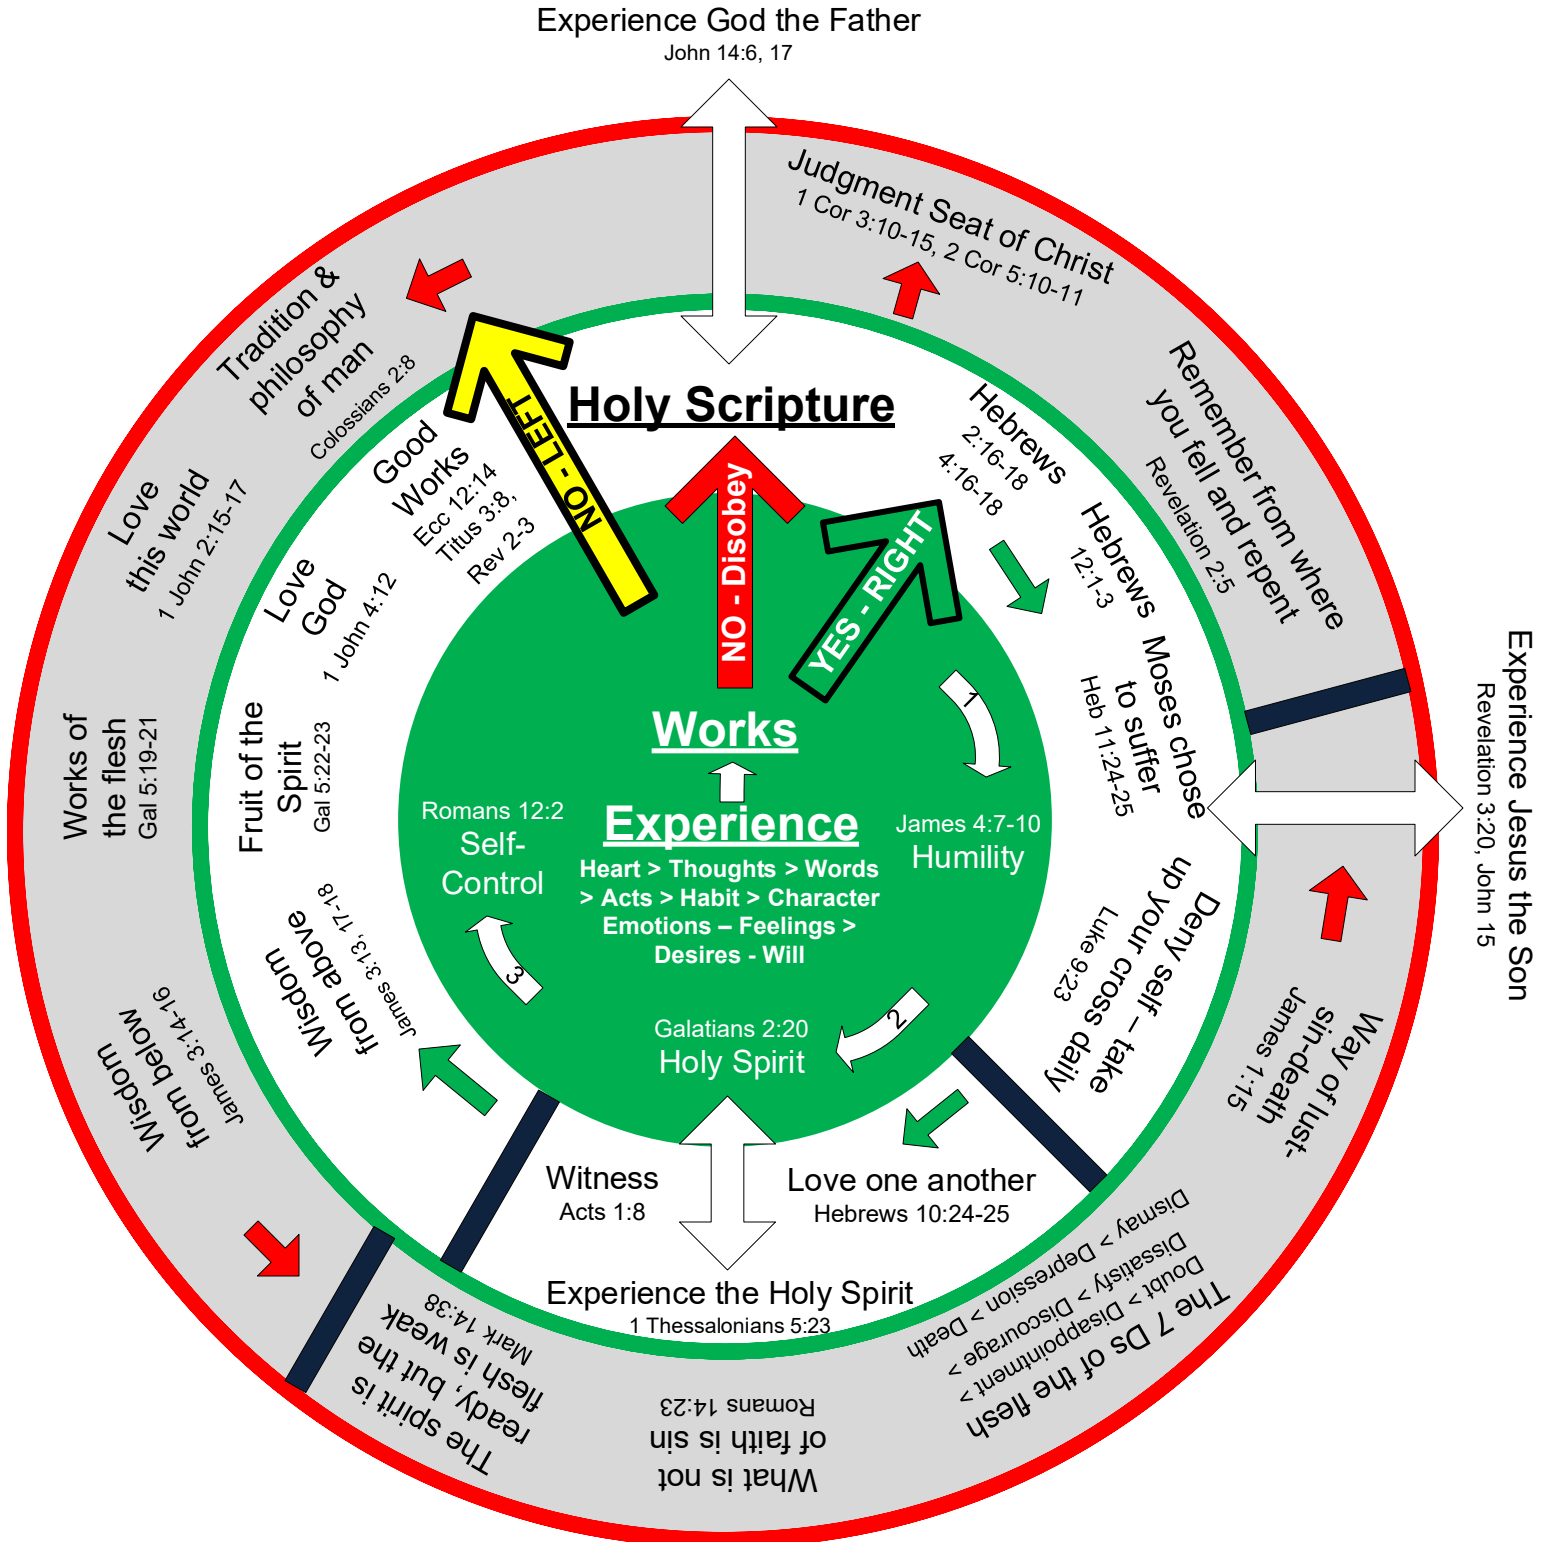 Experience God the Father
John 14:6, 17
Judgment Seat of Christ
1 Cor 3:10-15, 2 Cor 5:10-11
Remember from where
you fell and repent
Revelation 2:5
Experience Jesus the Son
Revelation 3:20, John 15
Way of lust-
sin-death
James 1:15
The 7 Ds of the flesh
Doubt > Disappointment >
Dissatisfy > Discourage >
Dismay > Depression > Death
What is not
of faith is sin
Romans 14:23
The spirit is
ready, but the
flesh is weak
Mark 14:38
Wisdom
from below
James 3:14-16
Works of
the flesh
Gal 5:19-21
Love
this world
1 John 2:15-17
Tradition &
philosophy
of man
Colossians 2:8
Holy Scripture
Hebrews
2:16-18
4:16-18
Hebrews
12:1-3
Moses chose
to suffer
Heb 11:24-25
Deny self – take
up your cross daily
Luke 9:23
Love one another
Hebrews 10:24-25
Witness
Acts 1:8
Experience the Holy Spirit
1 Thessalonians 5:23
Wisdom
from above
James 3:13, 17-18
Fruit of the
Spirit
Gal 5:22-23
Love
God
1 John 4:12
Good
Works
Ecc 12:14
Titus 3:8,
Rev 2-3
NO - LEFT
NO - Disobey
YES - RIGHT
Works
Experience
Heart > Thoughts > Words
> Acts > Habit > Character
Emotions – Feelings >
Desires - Will
1
James 4:7-10
Humility
2
Galatians 2:20
Holy Spirit
3
Romans 12:2
Self-
Control